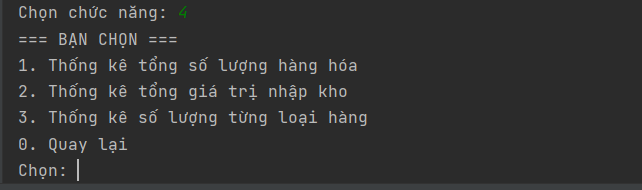 Chọn chức năng: 4
=== BẠN CHỌN ===
1. Thống kê tổng số lượng hàng hóa
2. Thống kê tổng giá trị nhập kho
3. Thống kê số lượng từng loại hàng
0. Quay lại
Chọn: